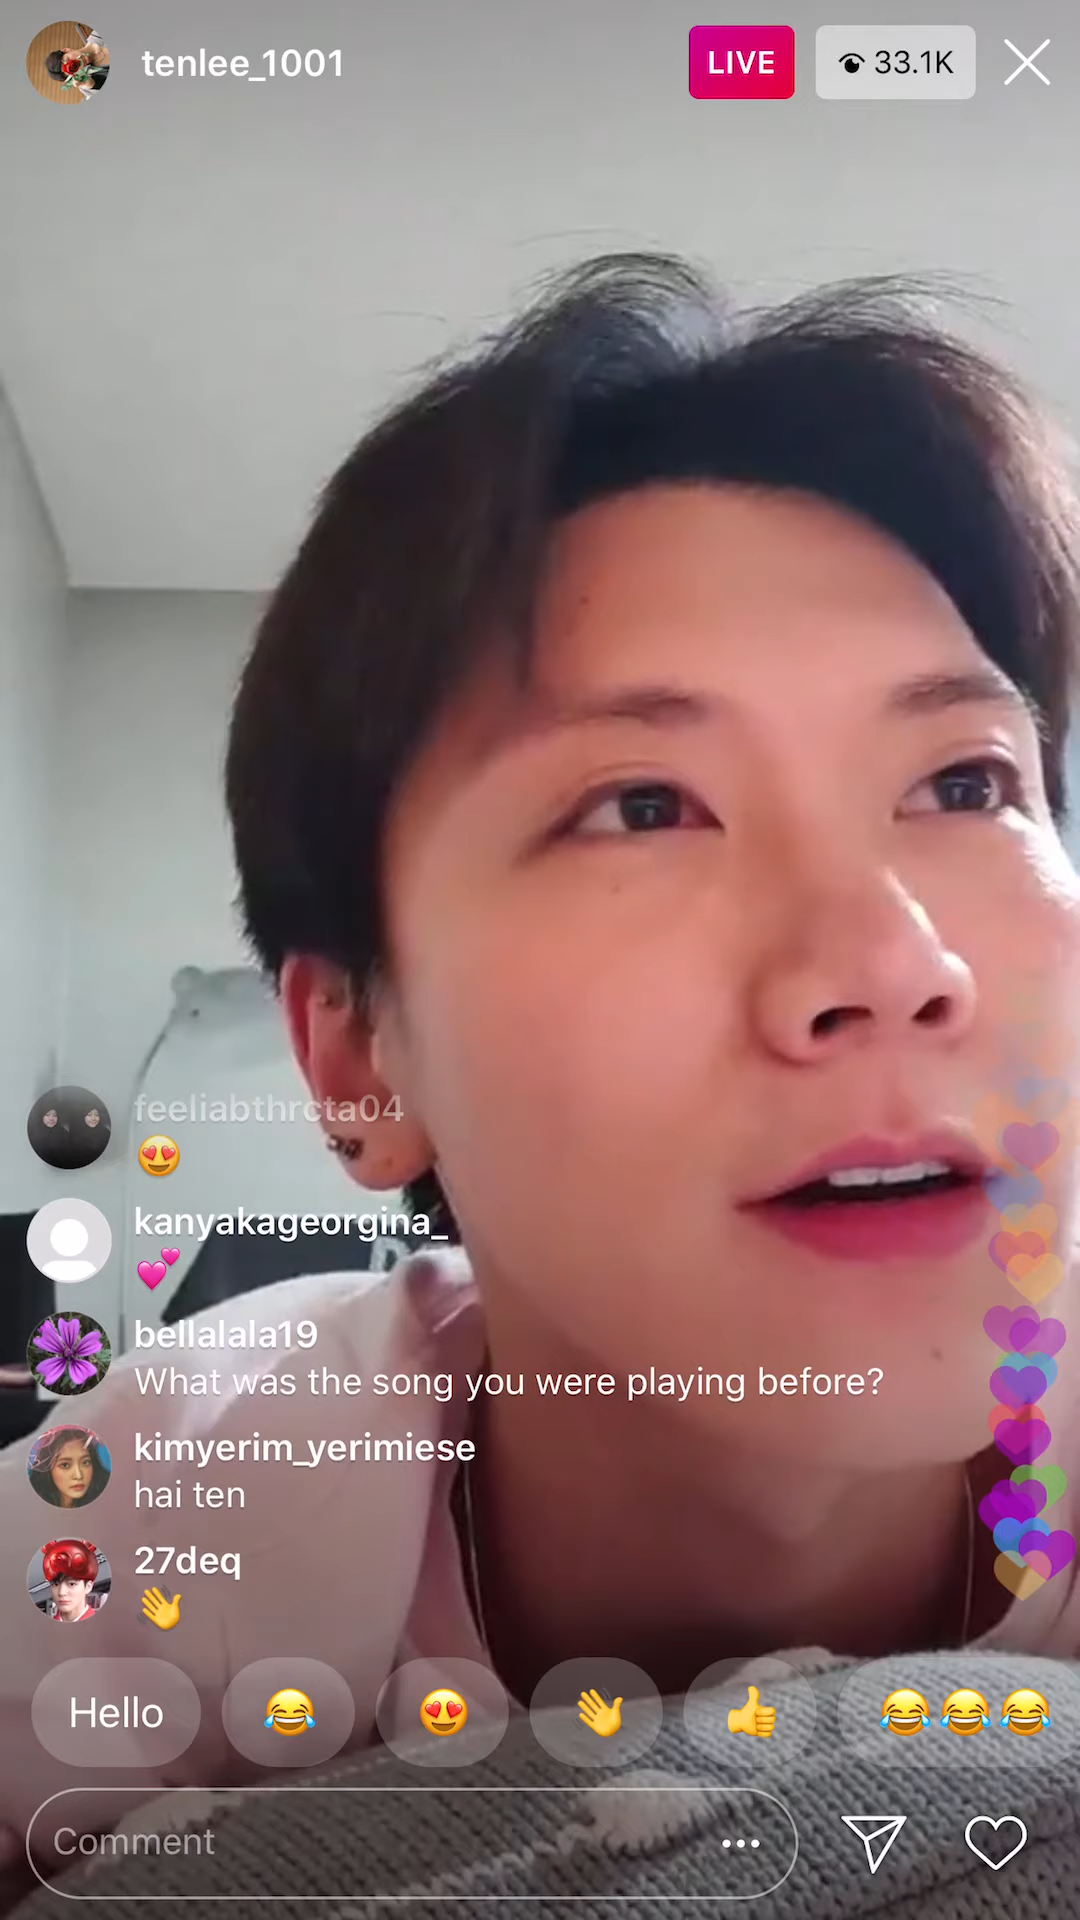 tenlee_1001
LIVE
33.1K
feeliabthrcta04
😍
kanyakageorgina_
💕
bellalala19
What was the song you were playing before?
kimyerim_yerimiese
hai ten
27deq
👋
Hello 😂 😍 👋 👍 😂😂😂
Comment